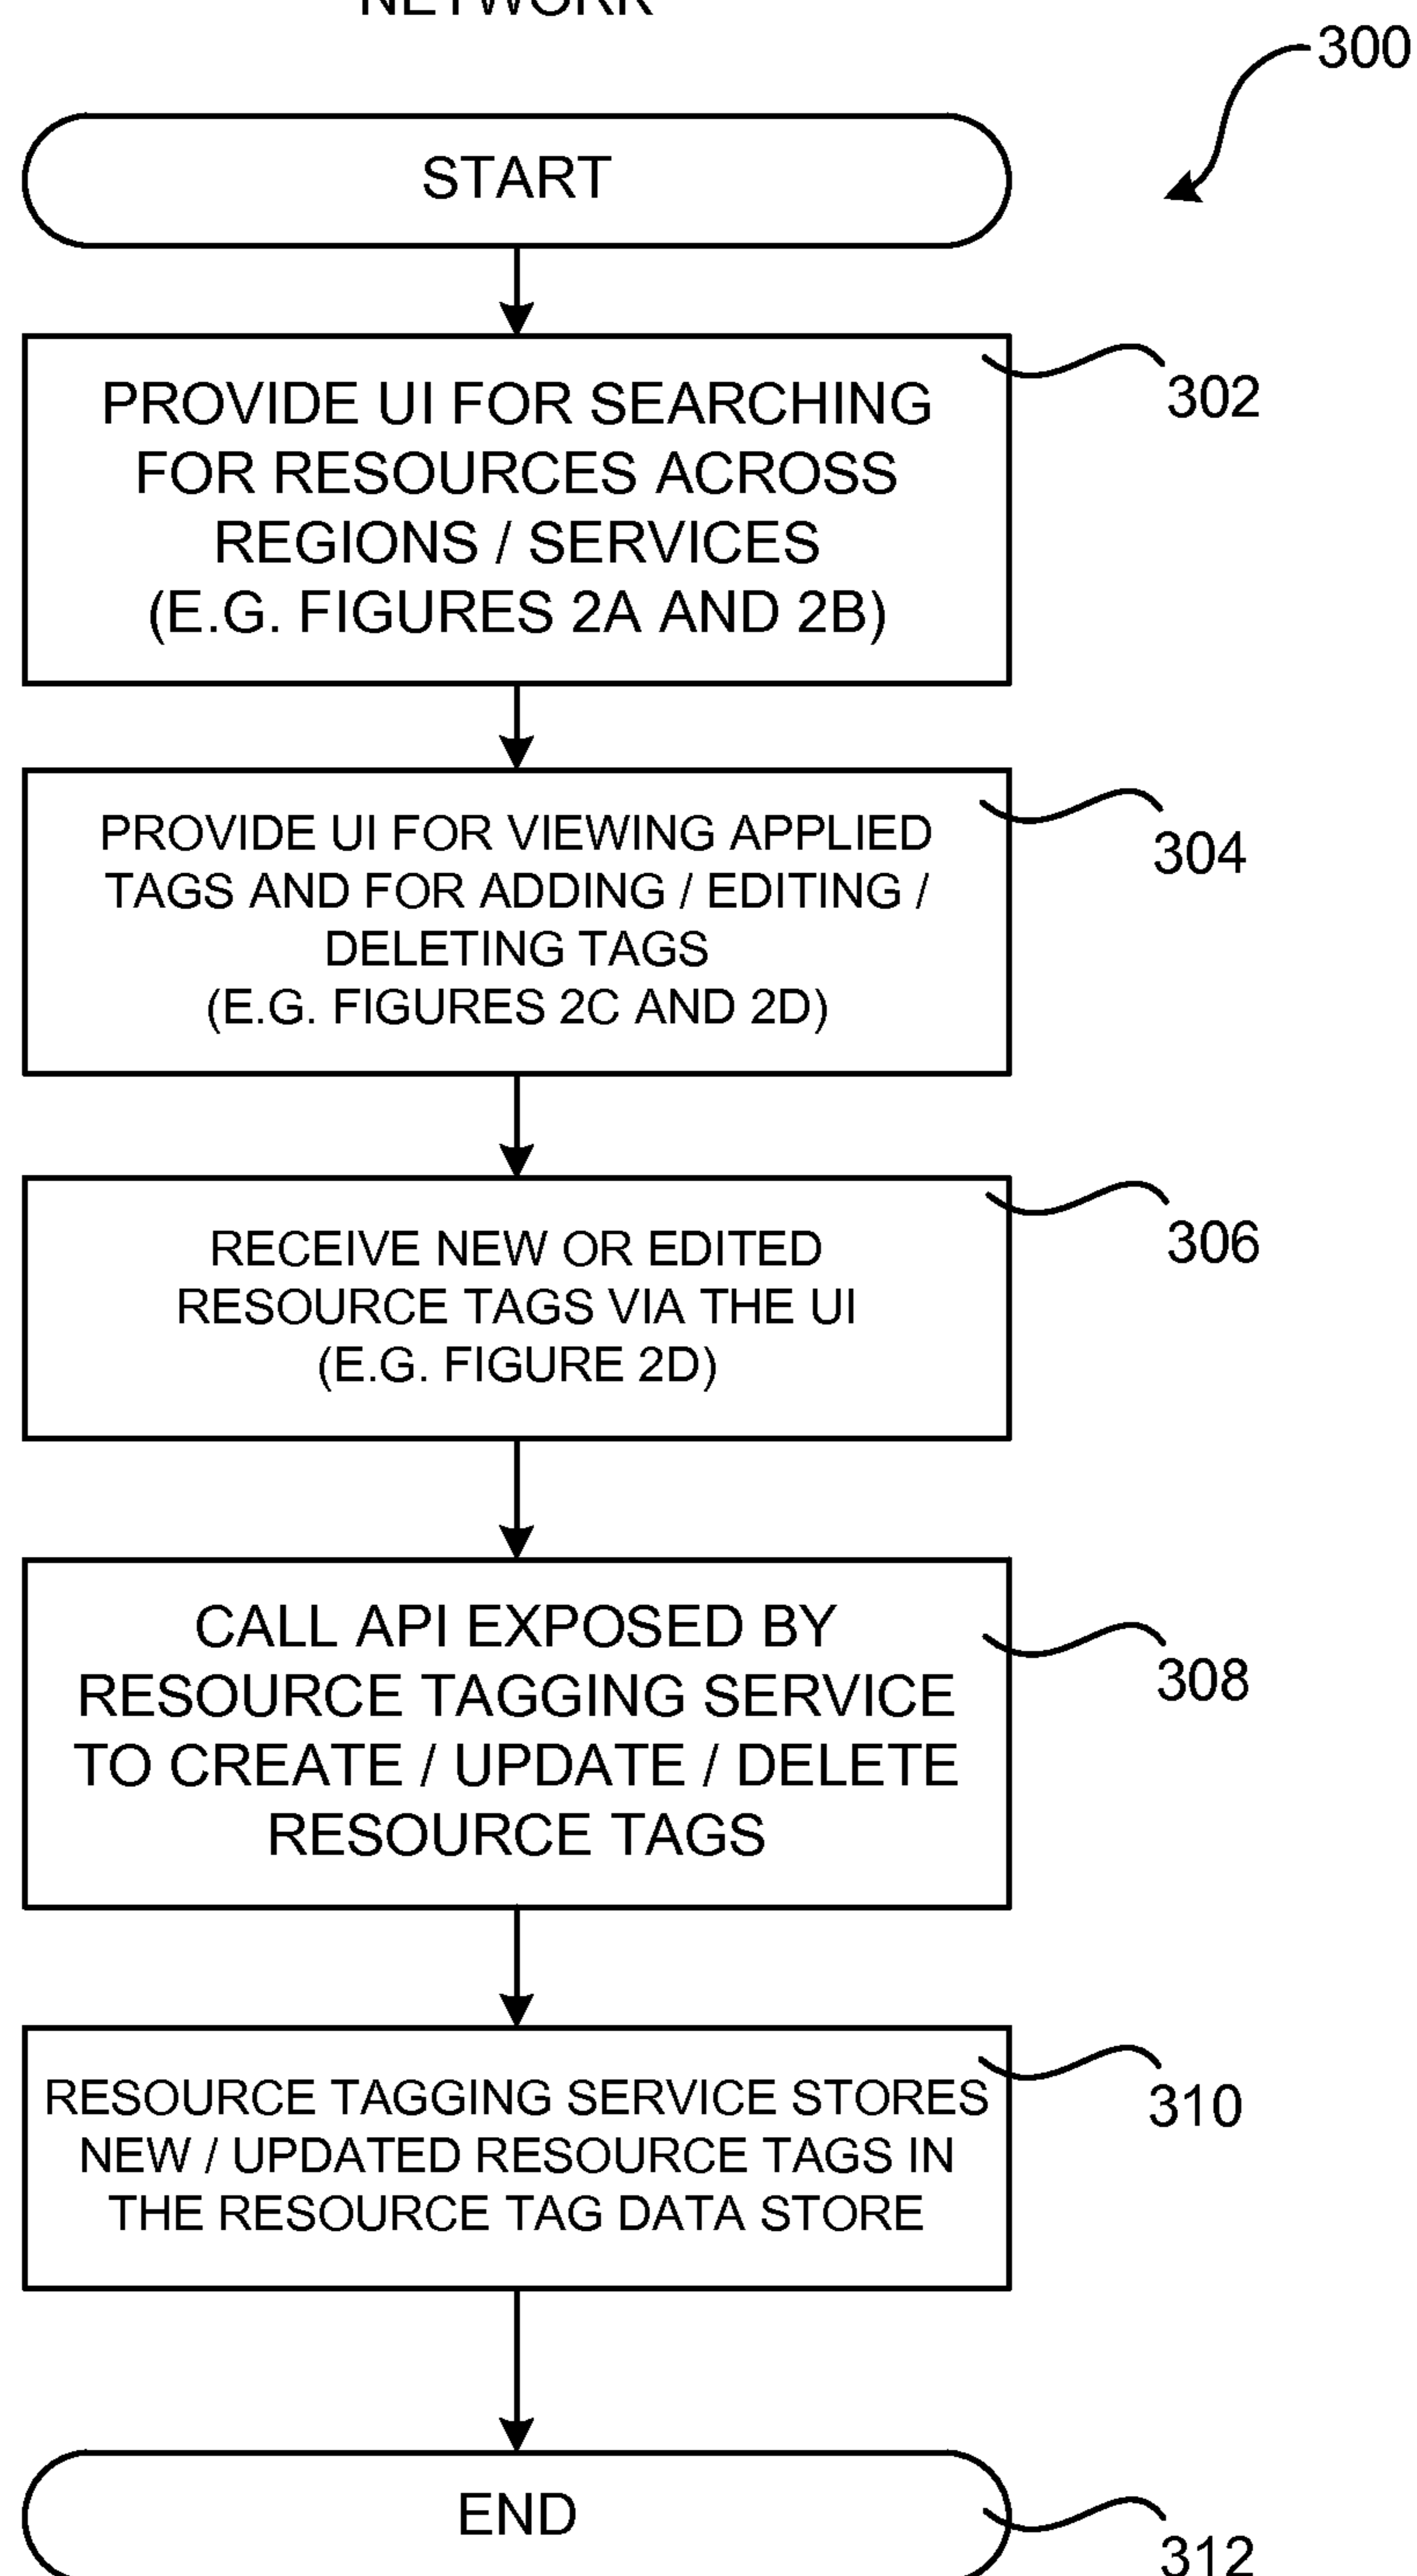 NETWORK
300
START
PROVIDE UI FOR SEARCHING
FOR RESOURCES ACROSS
REGIONS / SERVICES
(E.G. FIGURES 2A AND 2B)
302
PROVIDE UI FOR VIEWING APPLIED
TAGS AND FOR ADDING / EDITING /
DELETING TAGS
(E.G. FIGURES 2C AND 2D)
304
RECEIVE NEW OR EDITED
RESOURCE TAGS VIA THE UI
(E.G. FIGURE 2D)
306
CALL API EXPOSED BY
RESOURCE TAGGING SERVICE
TO CREATE / UPDATE / DELETE
RESOURCE TAGS
308
RESOURCE TAGGING SERVICE STORES
NEW / UPDATED RESOURCE TAGS IN
THE RESOURCE TAG DATA STORE
310
END
312